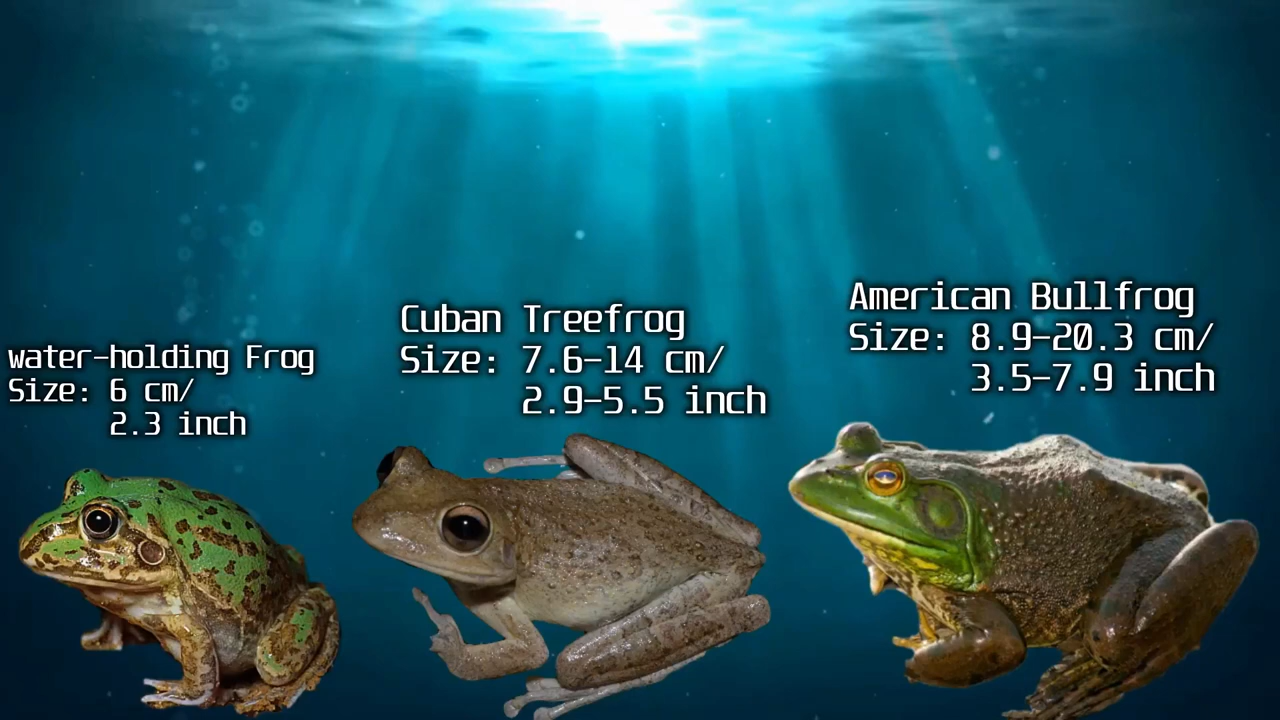 water-holding Frog
Size: 6 cm/
2.3 inch
Cuban Treefrog
Size: 7.6-14 cm/
2.9-5.5 inch
American Bullfrog
Size: 8.9-20.3 cm/
3.5-7.9 inch